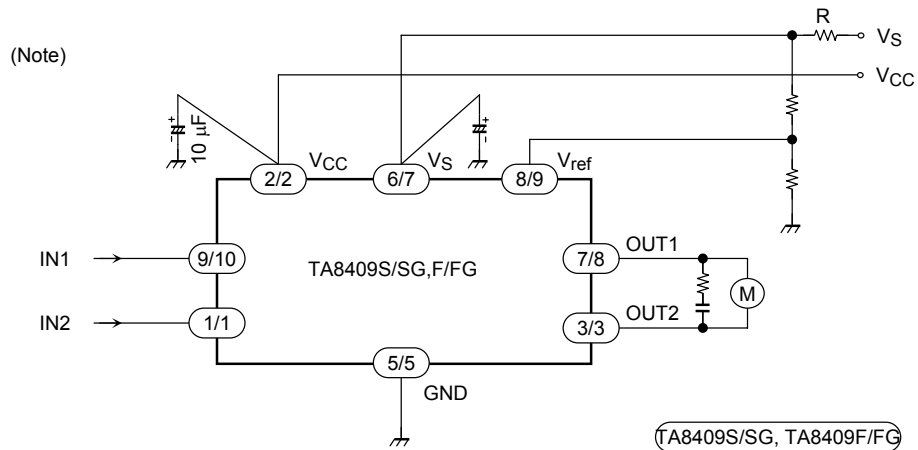 R
VS
(Note)
VCC
+
-
10 μF
+
-
VCC
VS
Vref
2/2
6/7
8/9
IN1
9/10
TA8409S/SG,F/FG
7/8
OUT1
M
IN2
1/1
3/3
OUT2
5/5
GND
TA8409S/SG, TA8409F/FG